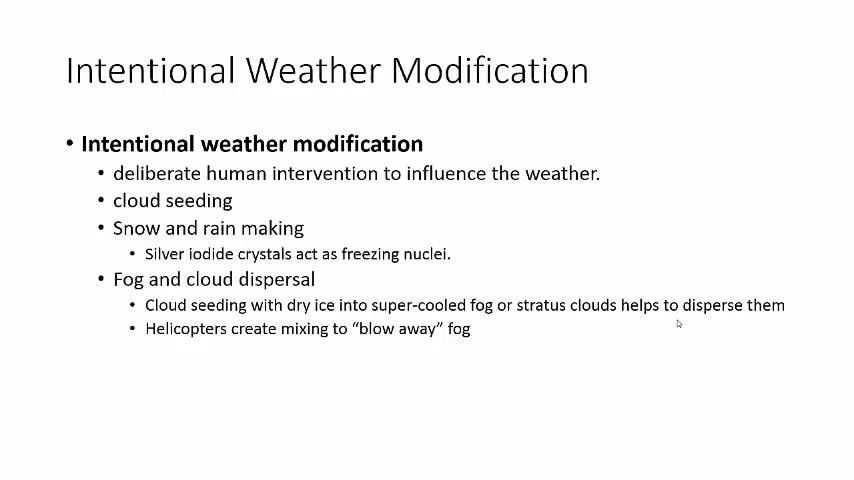 Intentional Weather Modification
• Intentional weather modification
• deliberate human intervention to influence the weather.
• cloud seeding
• Snow and rain making
• Silver iodide crystals act as freezing nuclei.
• Fog and cloud dispersal
• Cloud seeding with dry ice into super-cooled fog or stratus clouds helps to disperse them
• Helicopters create mixing to “blow away” fog